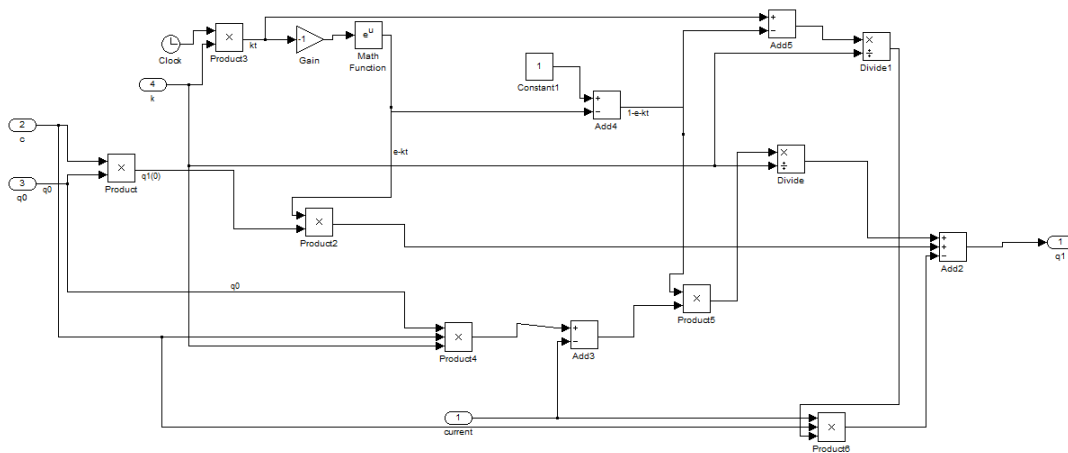 +
−
Add5
×
÷
Divide1
Clock
×
Product3
kt
-1
Gain
e^u
Math
Function
4
k
1
Constant1
+
−
Add4
1-e-kt
2
c
×
Product
q1(0)
3
q0
q0
e-kt
×
÷
Divide
×
Product2
+
+
−
Add2
1
q1
q0
×
Product5
×
Product4
+
−
Add3
1
current
×
Product6